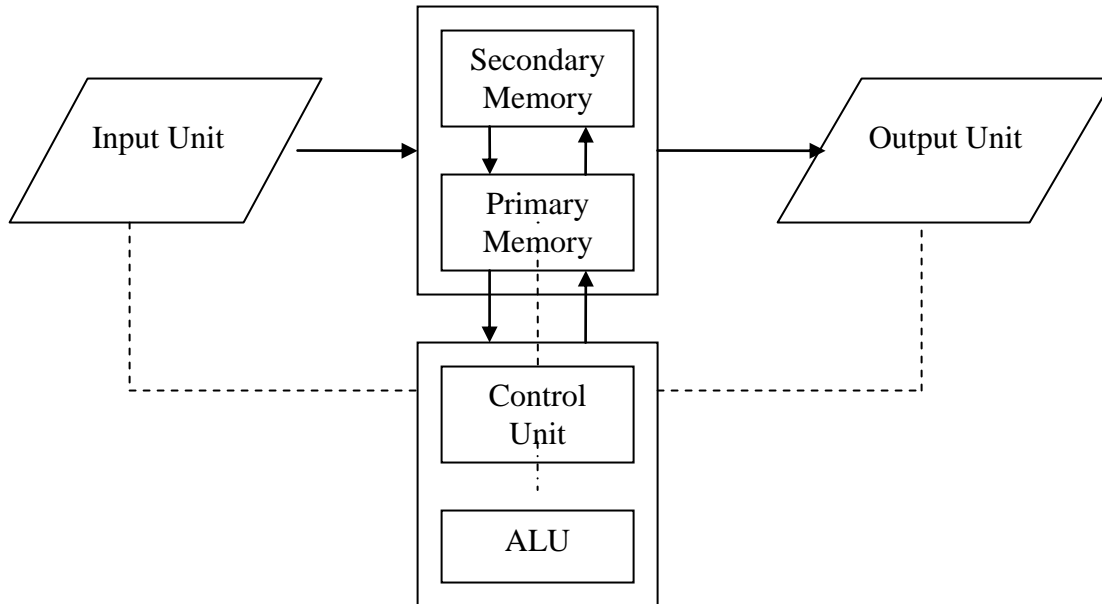 Secondary
Memory
Input Unit
Output Unit
Primary
Memory
Control
Unit
ALU